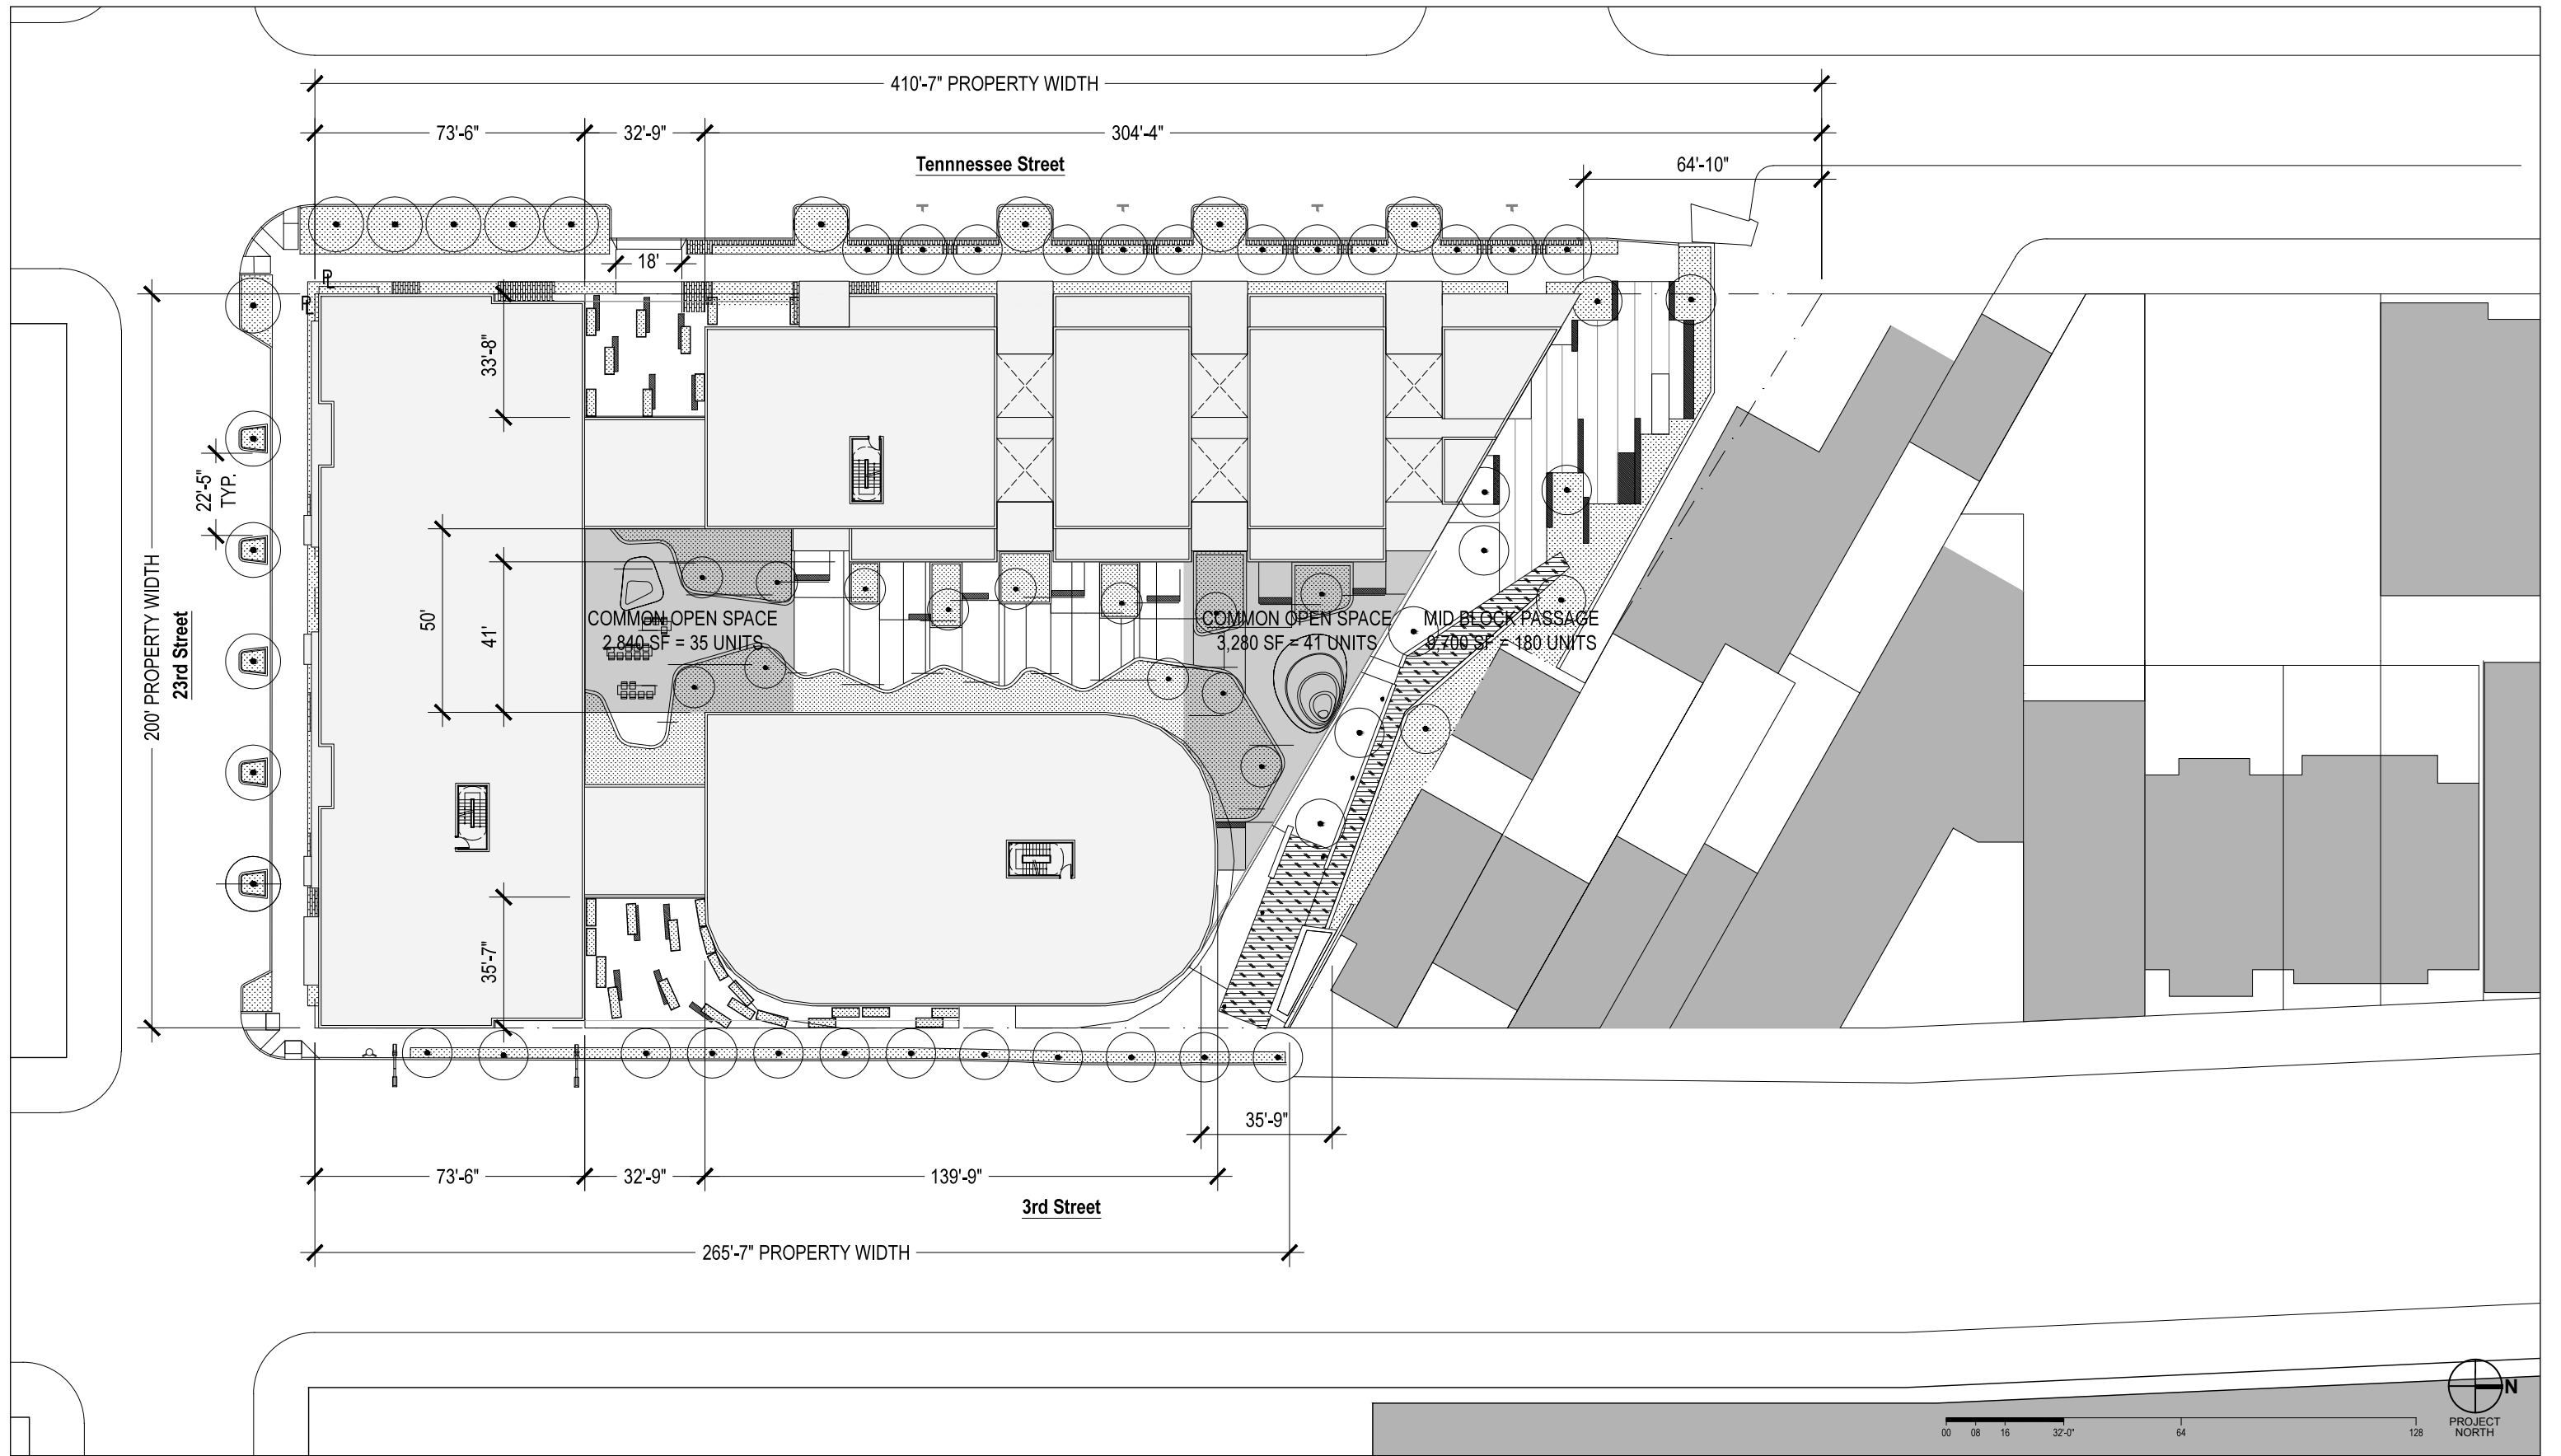 410'-7" PROPERTY WIDTH
73'-6"
32'-9"
304'-4"
Tennnessee Street
64'-10"
18'
PL
PL
33'-8"
22'-5"
TYP.
200' PROPERTY WIDTH
23rd Street
50'
41'
COMMON OPEN SPACE
2,840 SF = 35 UNITS
COMMON OPEN SPACE
3,280 SF = 41 UNITS
MID BLOCK PASSAGE
9,700 SF = 180 UNITS
35'-7"
35'-9"
73'-6"
32'-9"
139'-9"
3rd Street
265'-7" PROPERTY WIDTH
N
PROJECT
NORTH
00 08 16 32'-0" 64 128